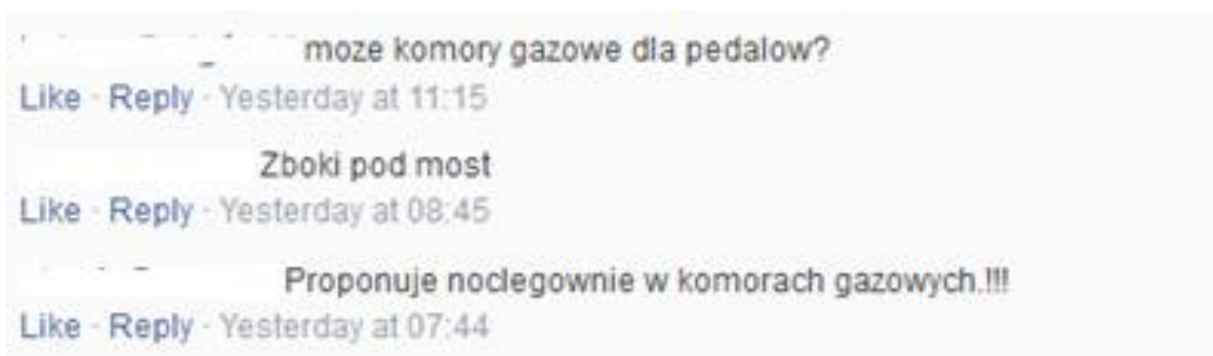 moze komory gazowe dla pedalow?
Like · Reply · Yesterday at 11:15
Zboki pod most
Like · Reply · Yesterday at 08:45
Proponuje noclegownie w komorach gazowych.!!!
Like · Reply · Yesterday at 07:44